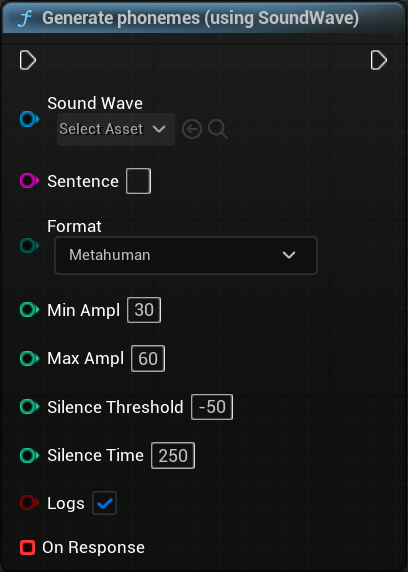 f Generate phonemes (using SoundWave)
Sound Wave
Select Asset
Sentence
Format
Metahuman
Min Ampl 30
Max Ampl 60
Silence Threshold -50
Silence Time 250
Logs
On Response